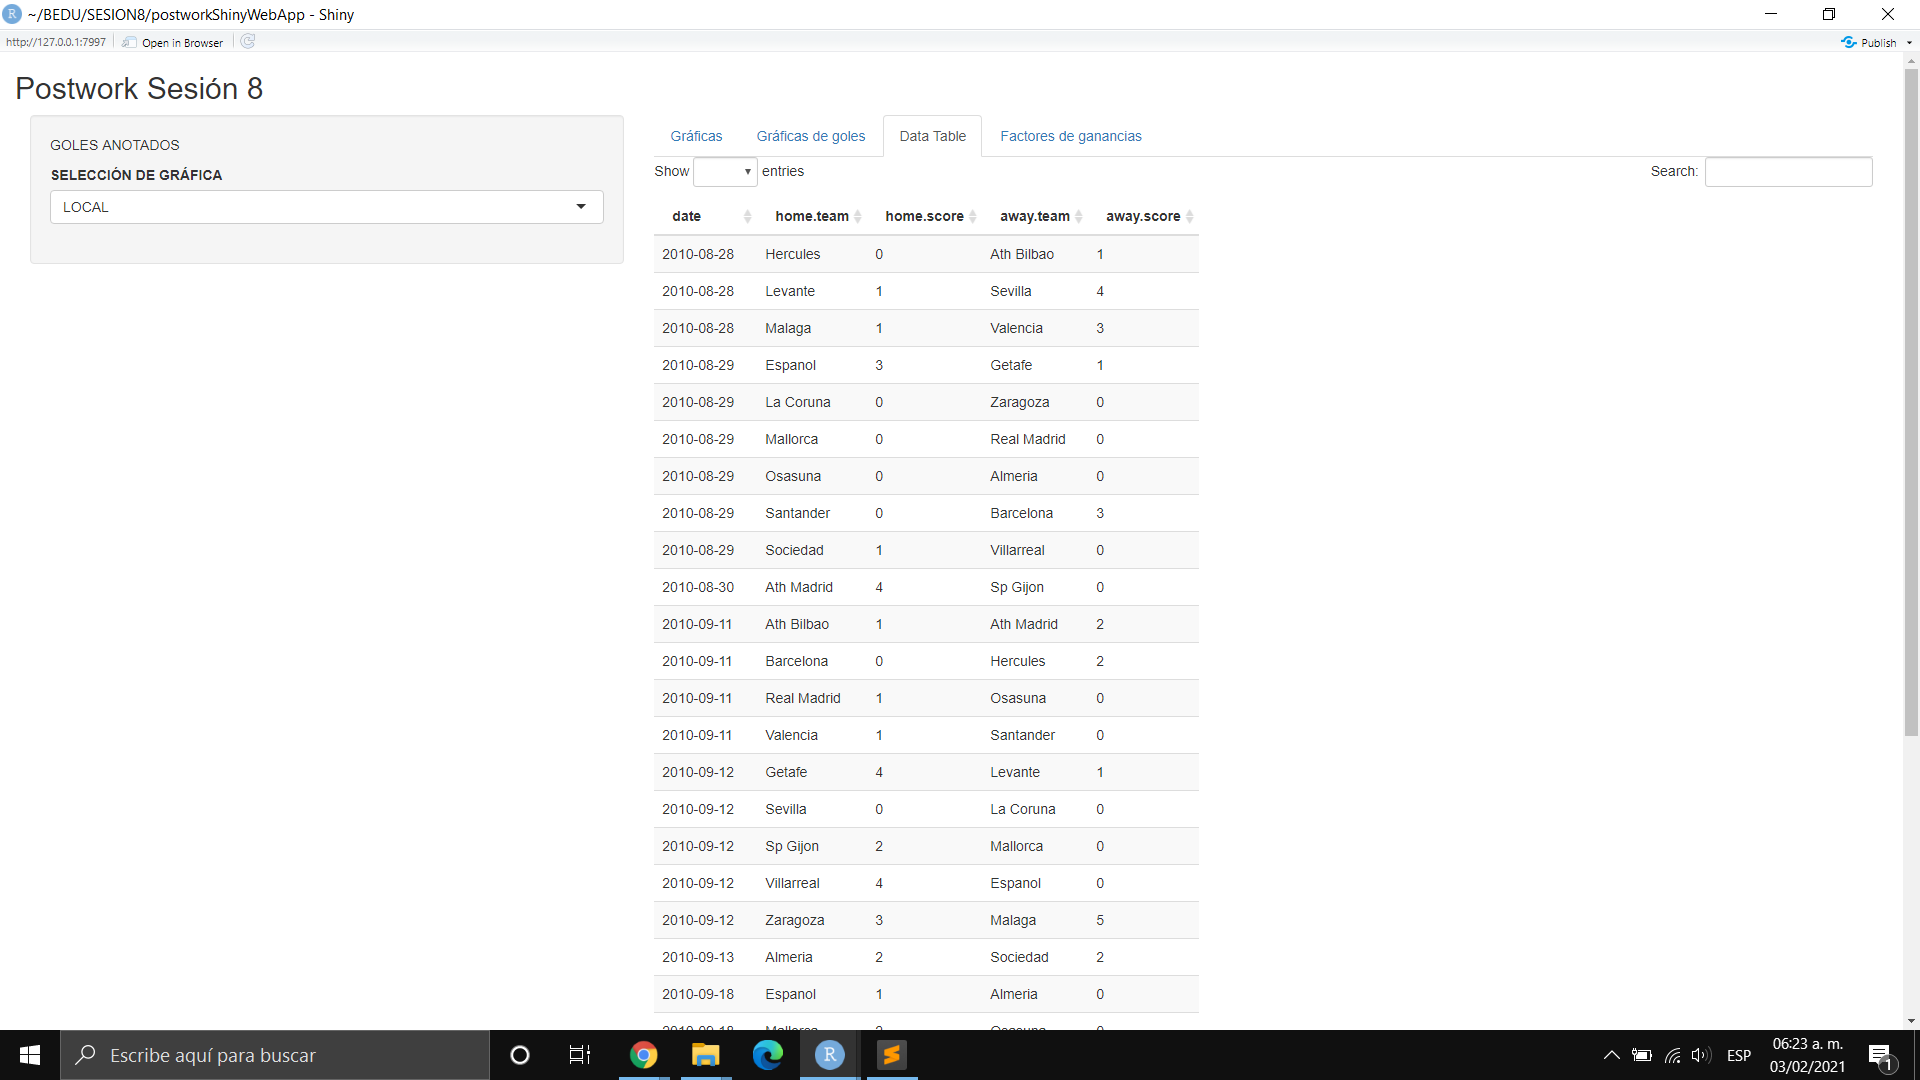 ~/BEDU/SESION8/postworkShinyWebApp - Shiny
http://127.0.0.1:7997 Open in Browser Publish
Postwork Sesión 8
GOLES ANOTADOS
SELECCIÓN DE GRÁFICA
LOCAL
Gráficas Gráficas de goles Data Table Factores de ganancias
Show entries Search:
date home.team home.score away.team away.score
2010-08-28 Hercules 0 Ath Bilbao 1
2010-08-28 Levante 1 Sevilla 4
2010-08-28 Malaga 1 Valencia 3
2010-08-29 Espanol 3 Getafe 1
2010-08-29 La Coruna 0 Zaragoza 0
2010-08-29 Mallorca 0 Real Madrid 0
2010-08-29 Osasuna 0 Almeria 0
2010-08-29 Santander 0 Barcelona 3
2010-08-29 Sociedad 1 Villarreal 0
2010-08-30 Ath Madrid 4 Sp Gijon 0
2010-09-11 Ath Bilbao 1 Ath Madrid 2
2010-09-11 Barcelona 0 Hercules 2
2010-09-11 Real Madrid 1 Osasuna 0
2010-09-11 Valencia 1 Santander 0
2010-09-12 Getafe 4 Levante 1
2010-09-12 Sevilla 0 La Coruna 0
2010-09-12 Sp Gijon 2 Mallorca 0
2010-09-12 Villarreal 4 Espanol 0
2010-09-12 Zaragoza 3 Malaga 5
2010-09-13 Almeria 2 Sociedad 2
2010-09-18 Espanol 1 Almeria 0
2010-09-18 Mallorca Osasuna
Escribe aquí para buscar
ESP
06:23 a. m.
03/02/2021
1